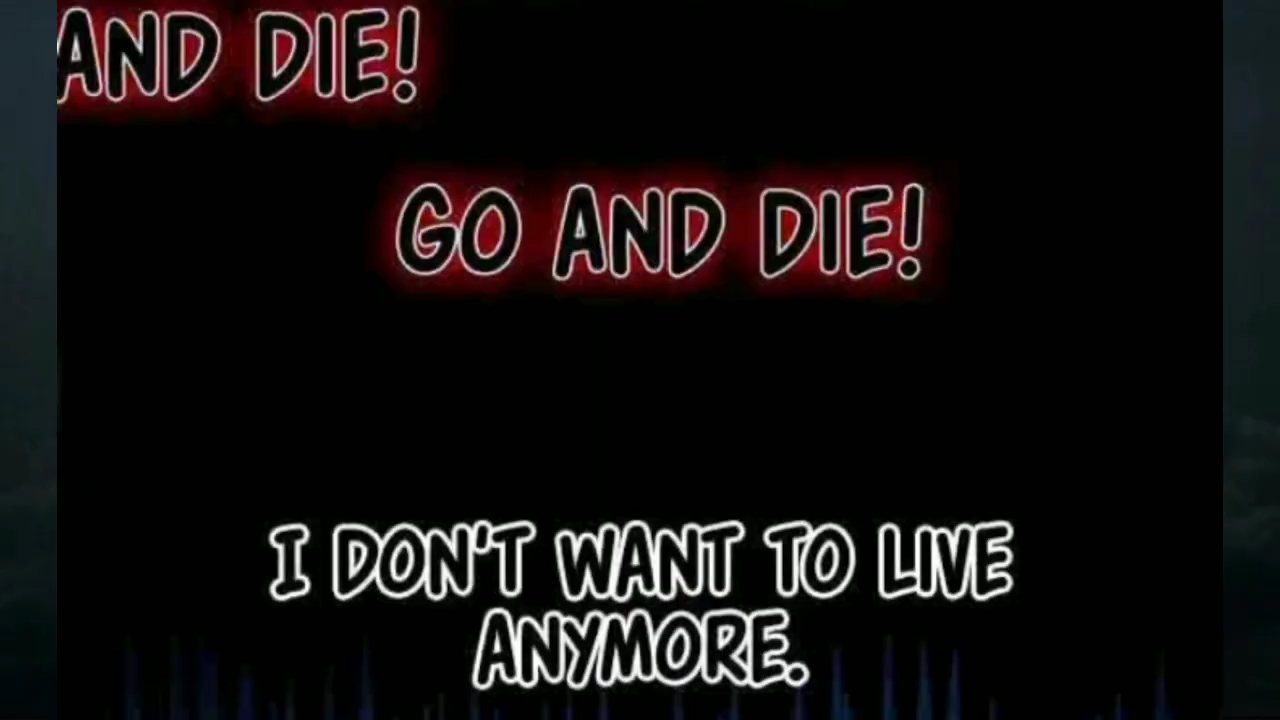 AND DIE!
GO AND DIE!
I DON'T WANT TO LIVE
ANYMORE.